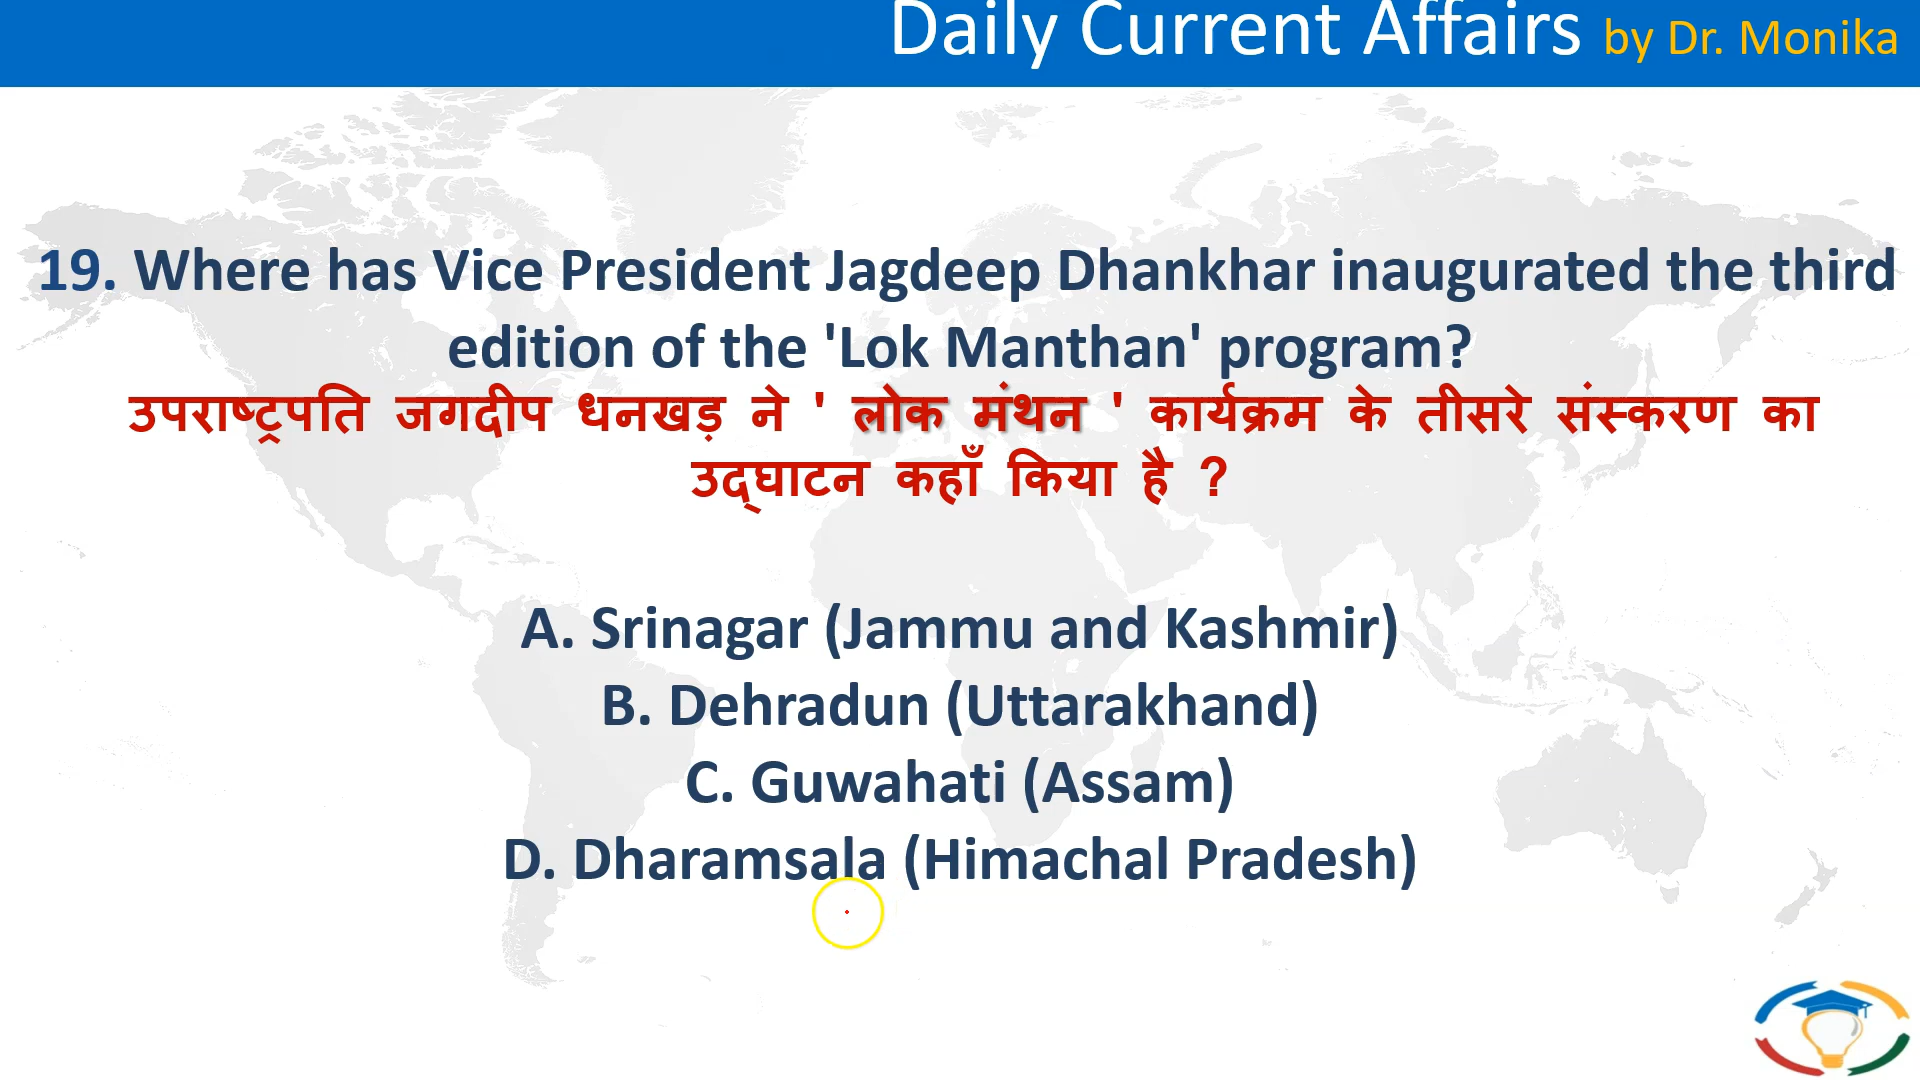 Daily Current Affairs by Dr. Monika
19. Where has Vice President Jagdeep Dhankhar inaugurated the third
edition of the 'Lok Manthan' program?
उपराष्ट्रपति जगदीप धनखड़ ने ' लोक मंथन ' कार्यक्रम के तीसरे संस्करण का
उद्घाटन कहाँ किया है ?
A. Srinagar (Jammu and Kashmir)
B. Dehradun (Uttarakhand)
C. Guwahati (Assam)
D. Dharamsala (Himachal Pradesh)